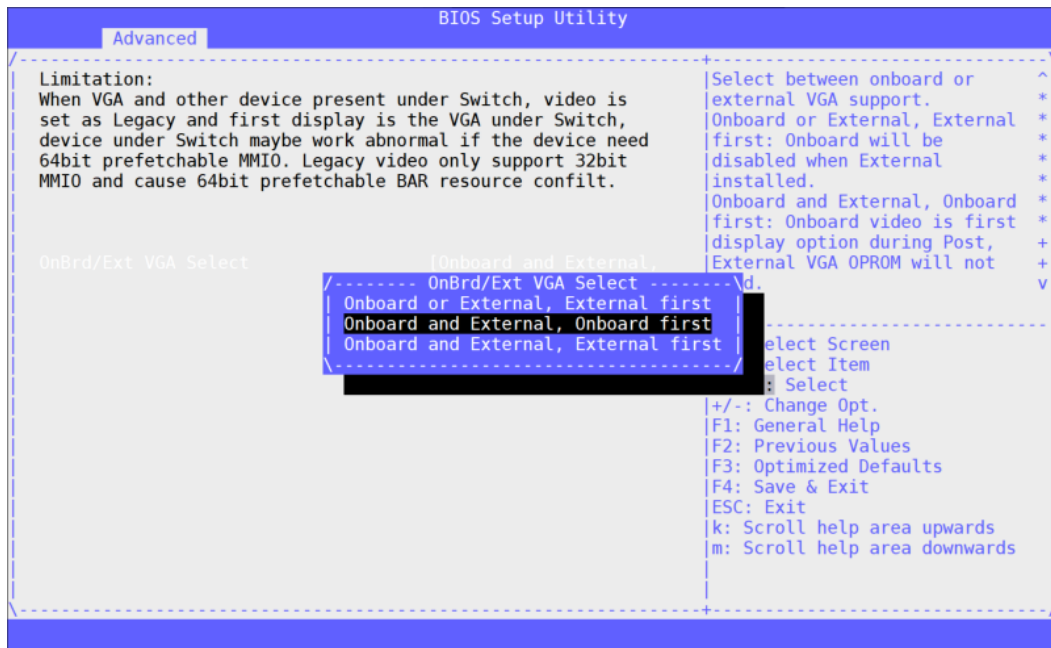 BIOS Setup Utility
Advanced
Limitation:
When VGA and other device present under Switch, video is
set as Legacy and first display is the VGA under Switch,
device under Switch maybe work abnormal if the device need
64bit prefetchable MMIO. Legacy video only support 32bit
MMIO and cause 64bit prefetchable BAR resource confilt.
OnBrd/Ext VGA Select [Onboard and External,
/-------- OnBrd/Ext VGA Select --------\
Onboard or External, External first
Onboard and External, Onboard first
Onboard and External, External first
Select between onboard or ^
external VGA support. *
Onboard or External, External *
first: Onboard will be *
disabled when External *
installed. *
Onboard and External, Onboard *
first: Onboard video is first *
display option during Post, +
External VGA OPROM will not +
d. v
elect Screen
elect Item
: Select
+/-: Change Opt.
F1: General Help
F2: Previous Values
F3: Optimized Defaults
F4: Save & Exit
ESC: Exit
k: Scroll help area upwards
m: Scroll help area downwards